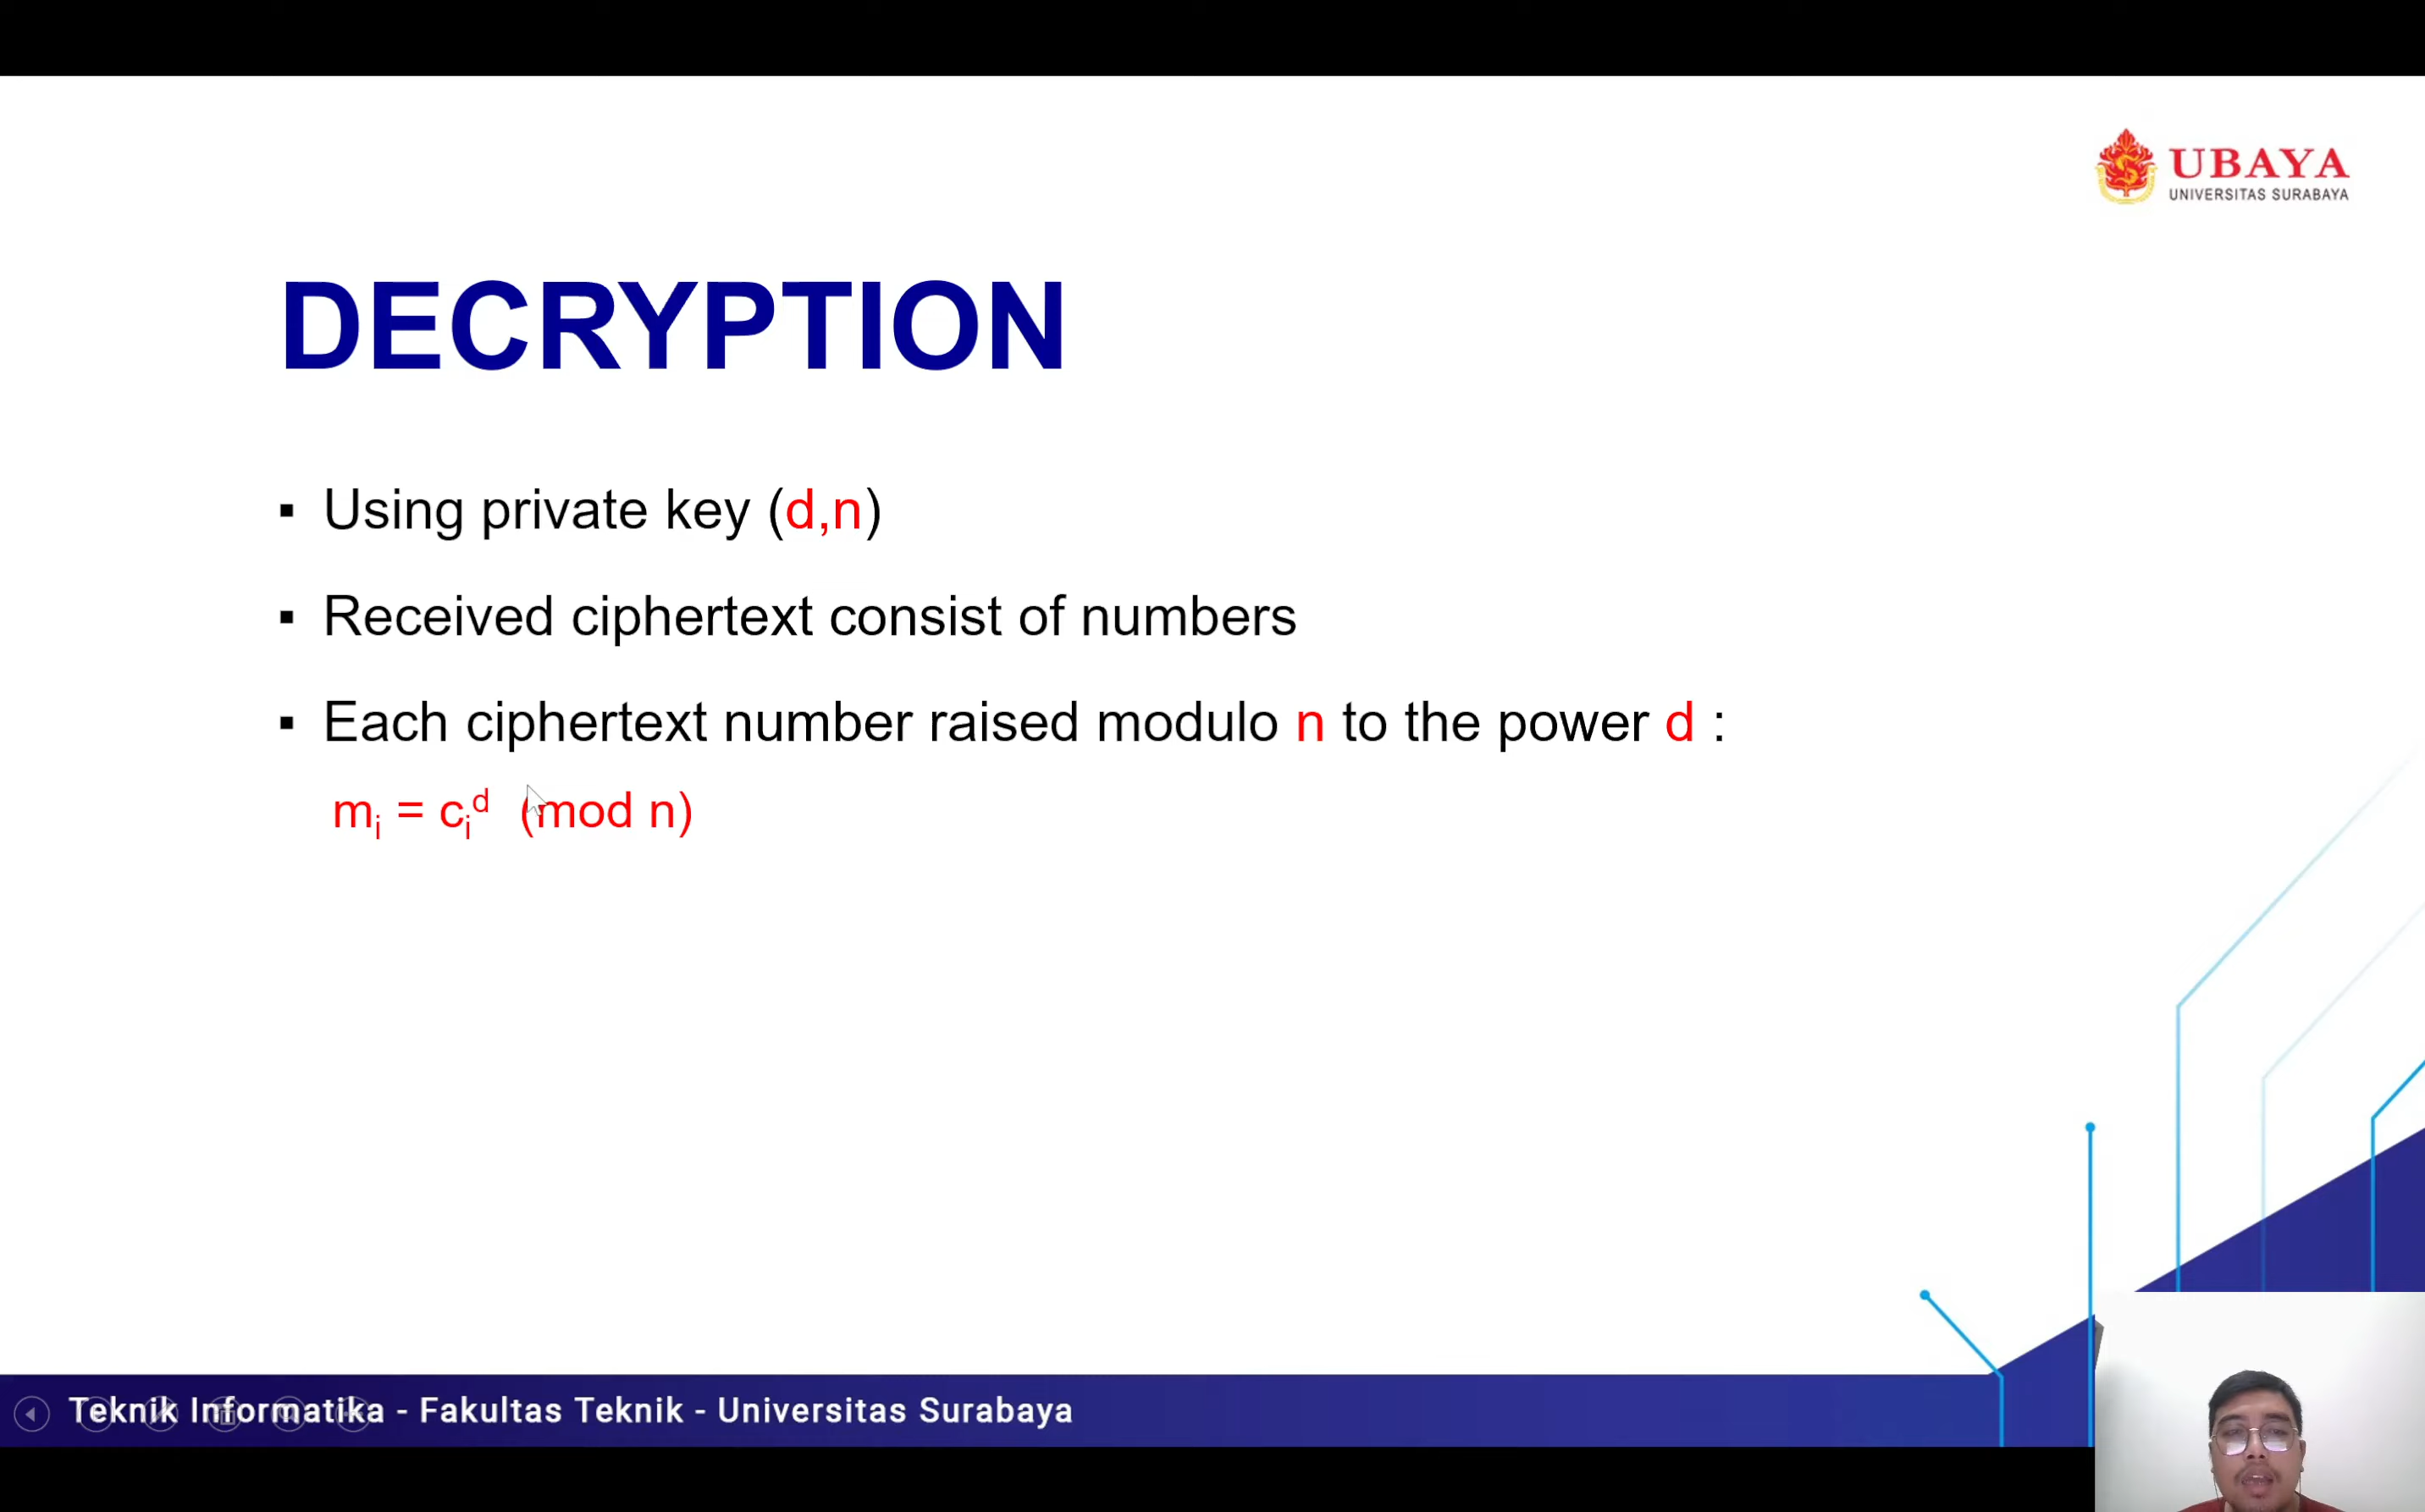 UBAYA
UNIVERSITAS SURABAYA
DECRYPTION
▪ Using private key (d,n)
▪ Received ciphertext consist of numbers
▪ Each ciphertext number raised modulo n to the power d :
mᵢ = cᵢᵈ (mod n)
Teknik Informatika - Fakultas Teknik - Universitas Surabaya